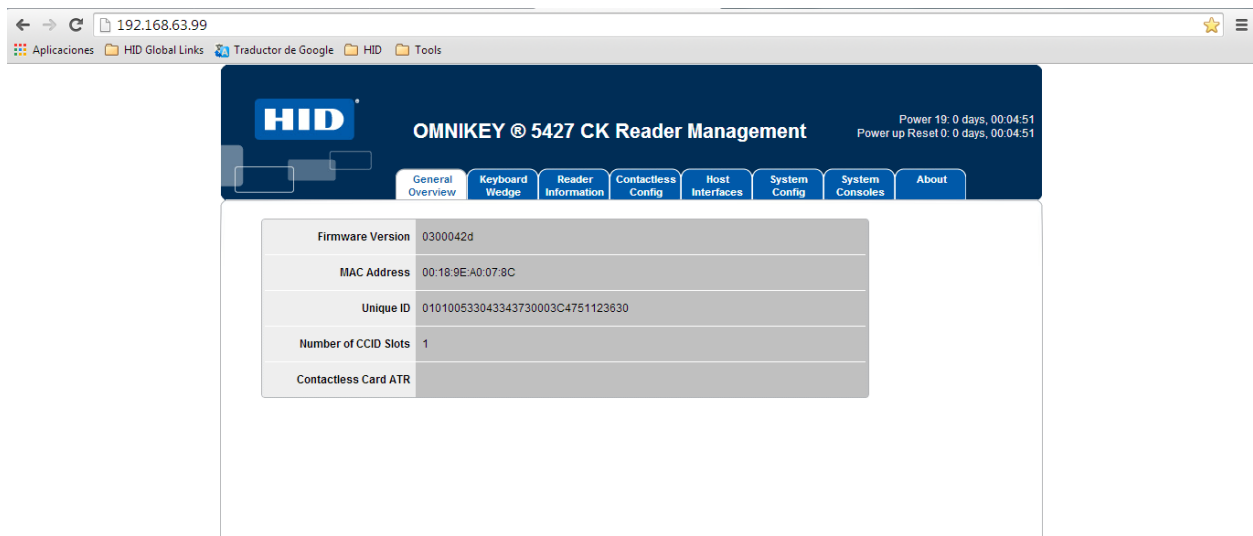 192.168.63.99
Aplicaciones HID Global Links Traductor de Google HID Tools
HID
OMNIKEY ® 5427 CK Reader Management
Power 19: 0 days, 00:04:51
Power up Reset 0: 0 days, 00:04:51
General Overview Keyboard Wedge Reader Information Contactless Config Host Interfaces System Config System Consoles About
Firmware Version 0300042d
MAC Address 00:18:9E:A0:07:8C
Unique ID 010100533043343730003C4751123630
Number of CCID Slots 1
Contactless Card ATR